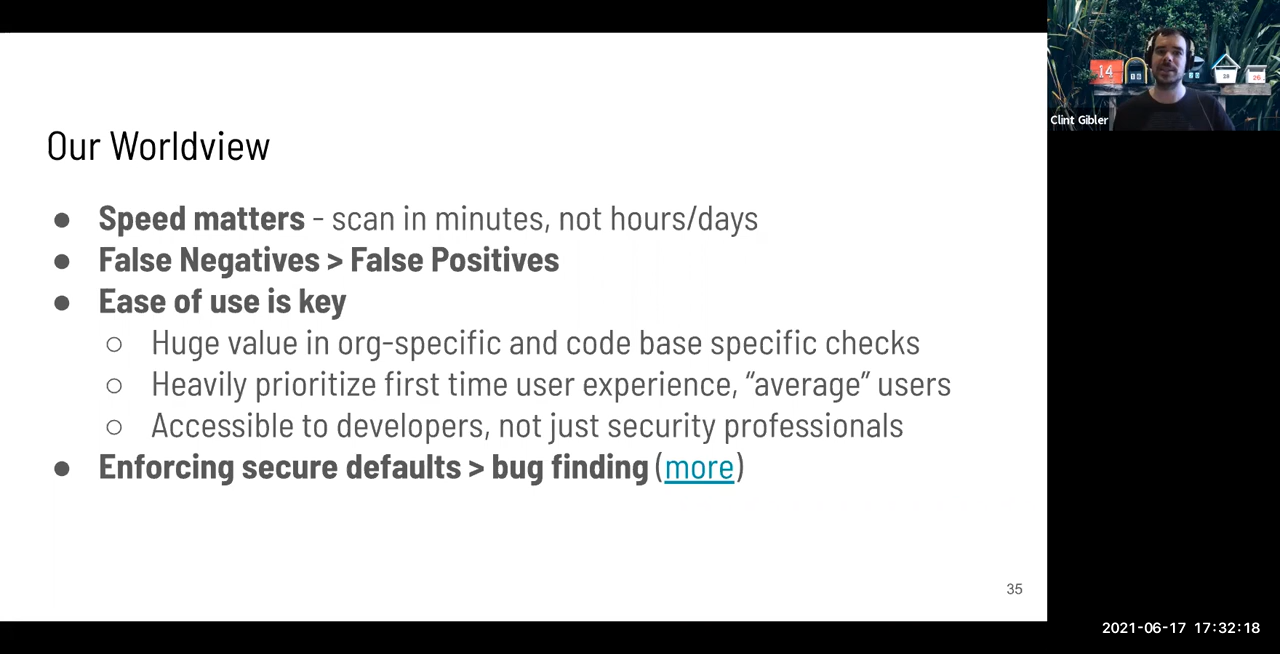 Our Worldview
● Speed matters - scan in minutes, not hours/days
● False Negatives > False Positives
● Ease of use is key
○ Huge value in org-specific and code base specific checks
○ Heavily prioritize first time user experience, “average” users
○ Accessible to developers, not just security professionals
● Enforcing secure defaults > bug finding (more)
35
14
38
26
Clint Gibler
2021-06-17 17:32:18